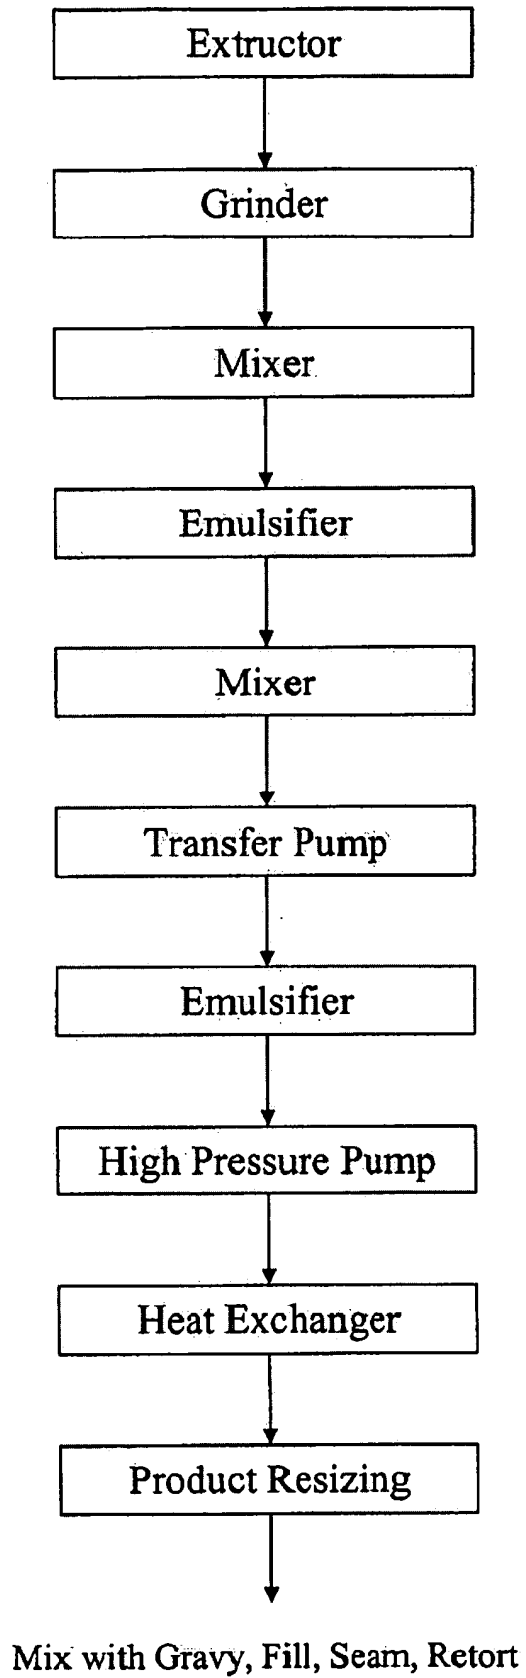 Extructor
Grinder
Mixer
Emulsifier
Mixer
Transfer Pump
Emulsifier
High Pressure Pump
Heat Exchanger
Product Resizing
Mix with Gravy, Fill, Seam, Retort